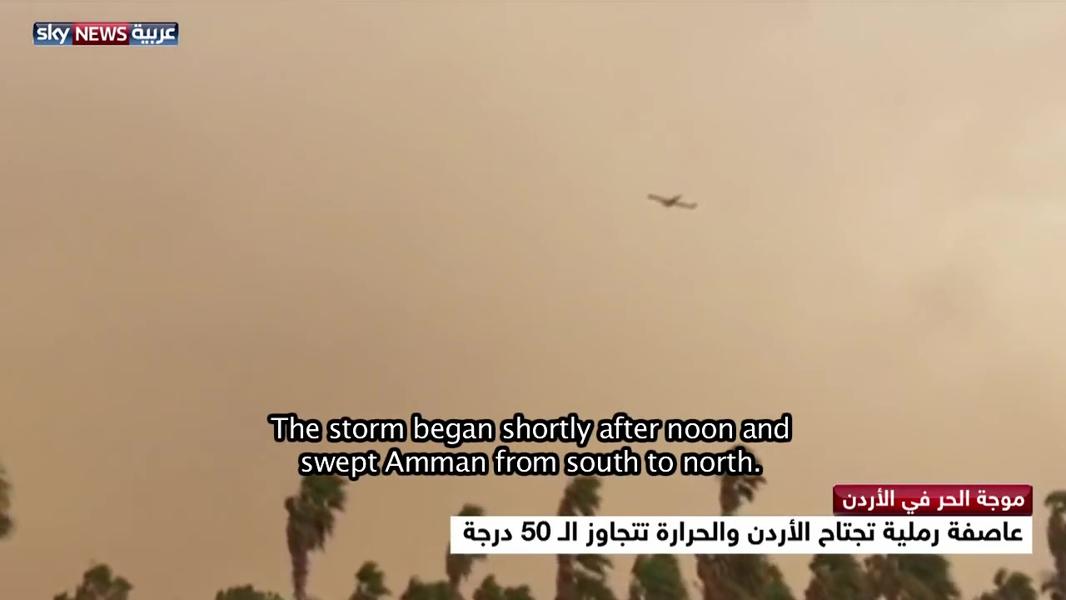 sky NEWS عربية
The storm began shortly after noon and
swept Amman from south to north.
موجة الحر في الأردن
عاصفة رملية تجتاح الأردن والحرارة تتجاوز الـ 50 درجة